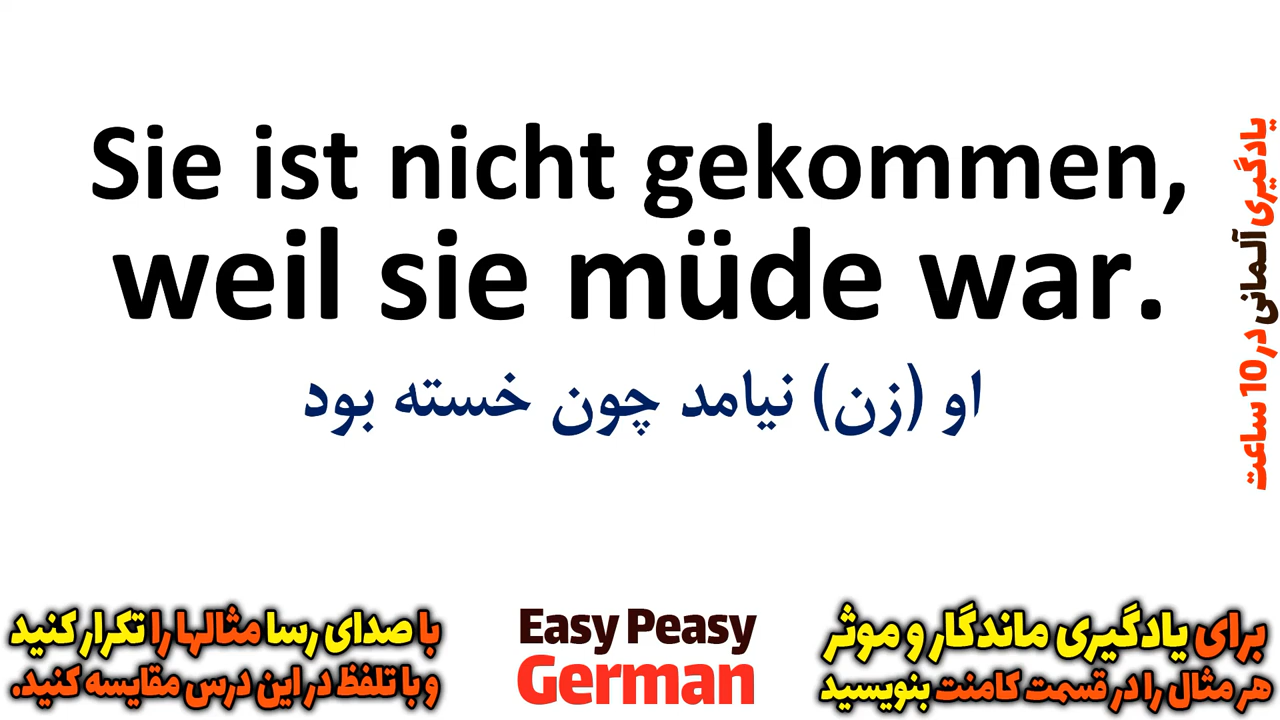 Sie ist nicht gekommen,
weil sie müde war.
او (زن) نیامد چون خسته بود
یادگیری آلمانی در 10 ساعت
برای یادگیری ماندگار و موثر
هر مثال را در قسمت کامنت بنویسید
Easy Peasy
German
با صدای رسا مثالها را تکرار کنید
و با تلفظ در این درس مقایسه کنید.